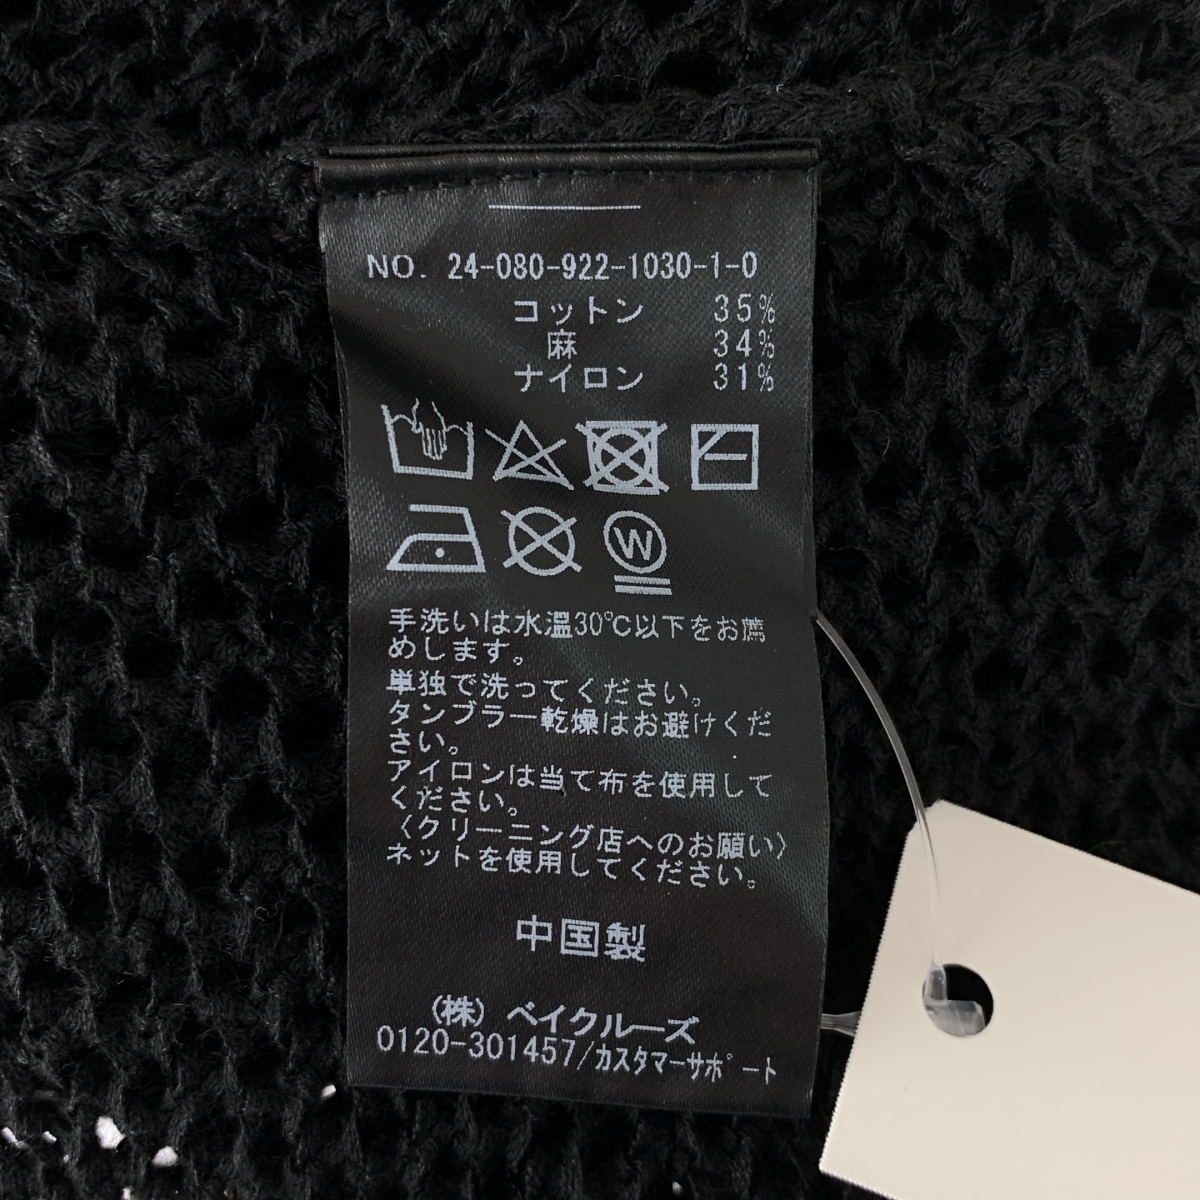 NO. 24-080-922-1030-1-0
コットン 35%
麻 34%
ナイロン 31%
W
手洗いは水温30℃以下をお薦
めします。
単独で洗ってください。
タンブラー乾燥はお避けくだ
さい。
アイロンは当て布を使用して
ください。
〈クリーニング店へのお願い〉
ネットを使用してください。
中国製
(株) ベイクルーズ
0120-301457/カスタマーサポート